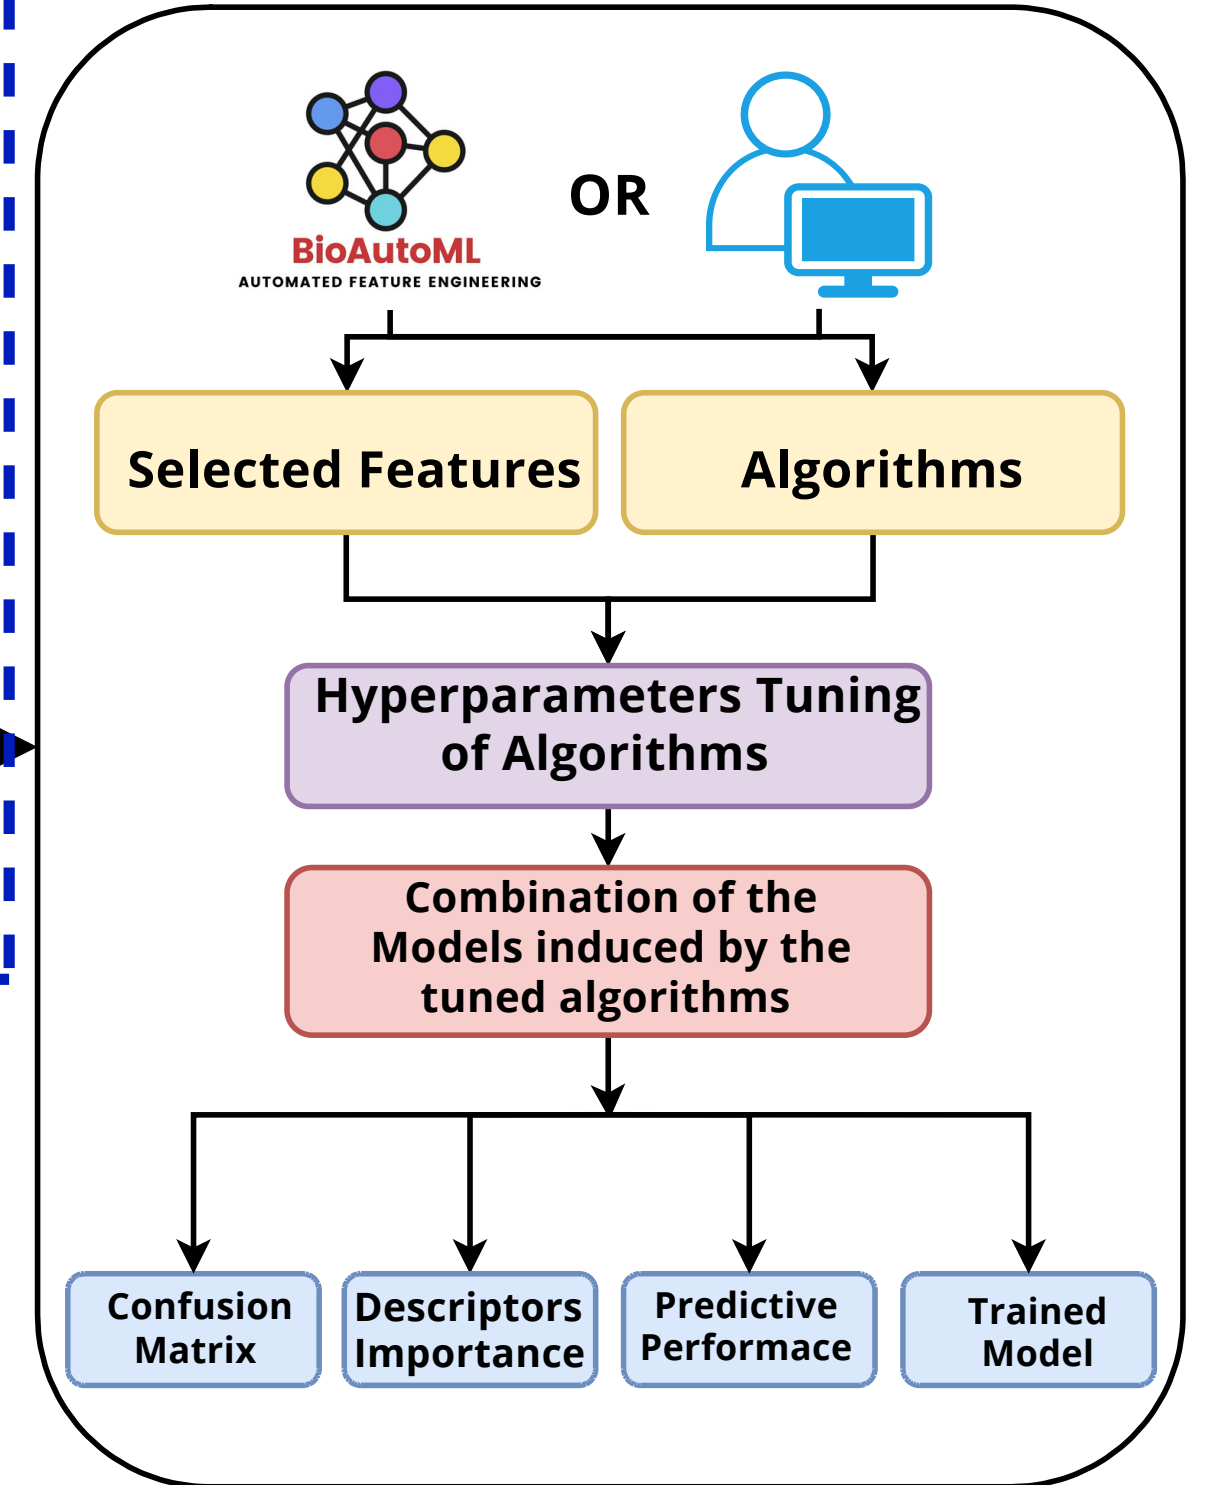 BioAutoML
AUTOMATED FEATURE ENGINEERING
OR
Selected Features
Algorithms
Hyperparameters Tuning
of Algorithms
Combination of the
Models induced by the
tuned algorithms
Confusion
Matrix
Descriptors
Importance
Predictive
Performace
Trained
Model